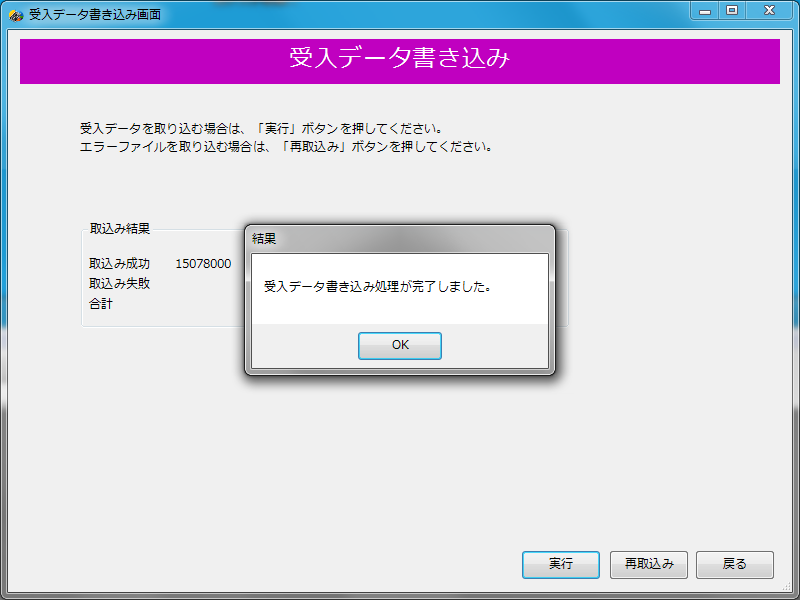 受入データ書き込み画面
受入データ書き込み
受入データを取り込む場合は、「実行」ボタンを押してください。
エラーファイルを取り込む場合は、「再取込み」ボタンを押してください。
取込み結果
取込み成功 15078000
取込み失敗
合計
結果
受入データ書き込み処理が完了しました。
OK
実行 再取込み 戻る